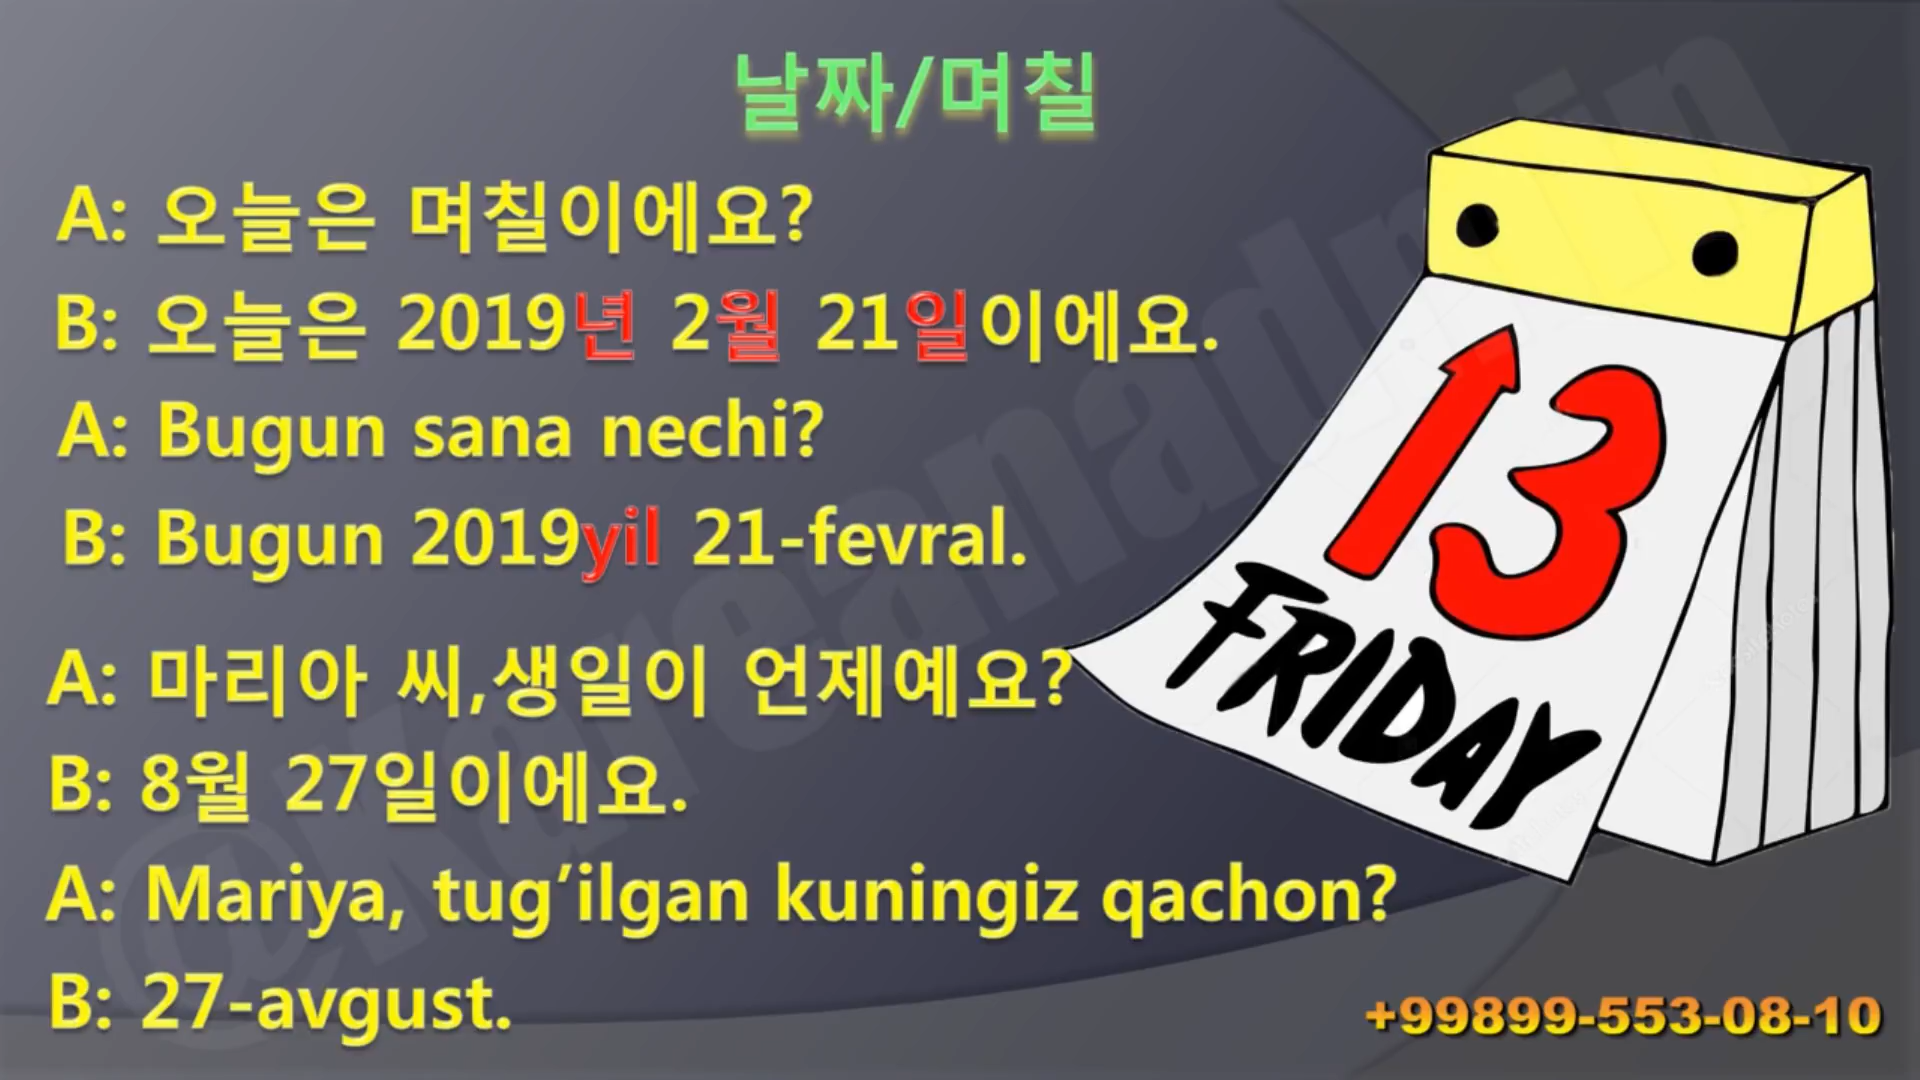 날짜/며칠
A: 오늘은 며칠이에요?
B: 오늘은 2019년 2월 21일이에요.
A: Bugun sana nechi?
B: Bugun 2019yil 21-fevral.
A: 마리아 씨,생일이 언제예요?
B: 8월 27일이에요.
A: Mariya, tug’ilgan kuningiz qachon?
B: 27-avgust.
13
FRIDAY
+99899-553-08-10